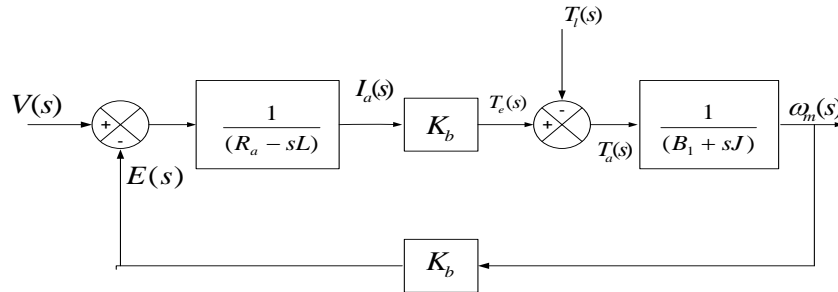 T_l(s)
V(s)
+
-
E(s)
1
(R_a - sL)
I_a(s)
K_b
T_e(s)
-
+
T_a(s)
1
(B_1 + sJ)
ω_m(s)
K_b